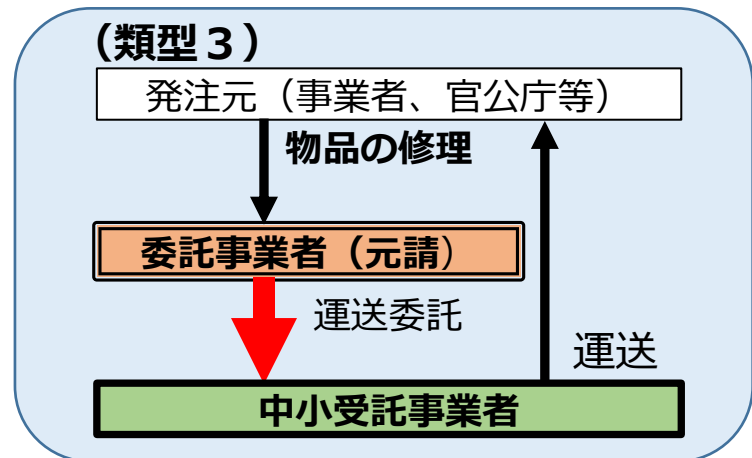 （類型３）
発注元（事業者、官公庁等）
物品の修理
委託事業者（元請）
運送委託
運送
中小受託事業者